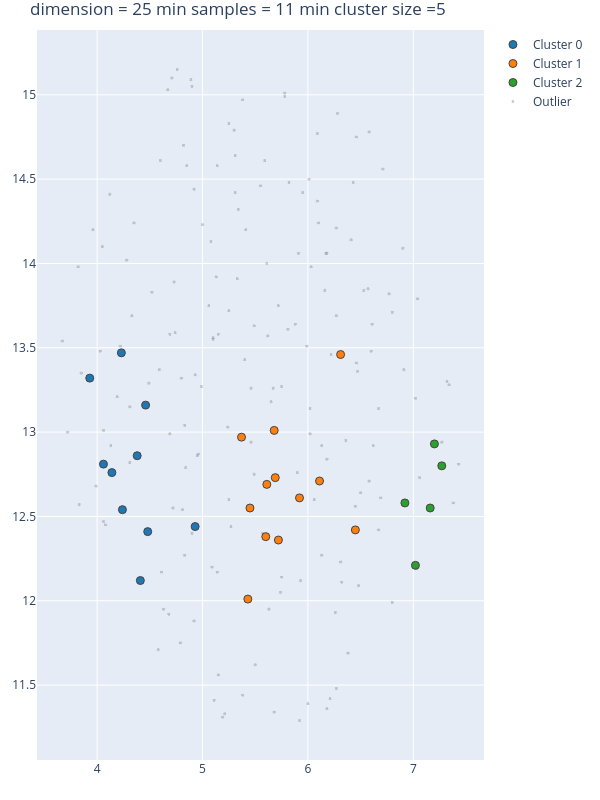 dimension = 25 min samples = 11 min cluster size =5
Cluster 0
Cluster 1
Cluster 2
Outlier
15
14.5
14
13.5
13
12.5
12
11.5
4
5
6
7